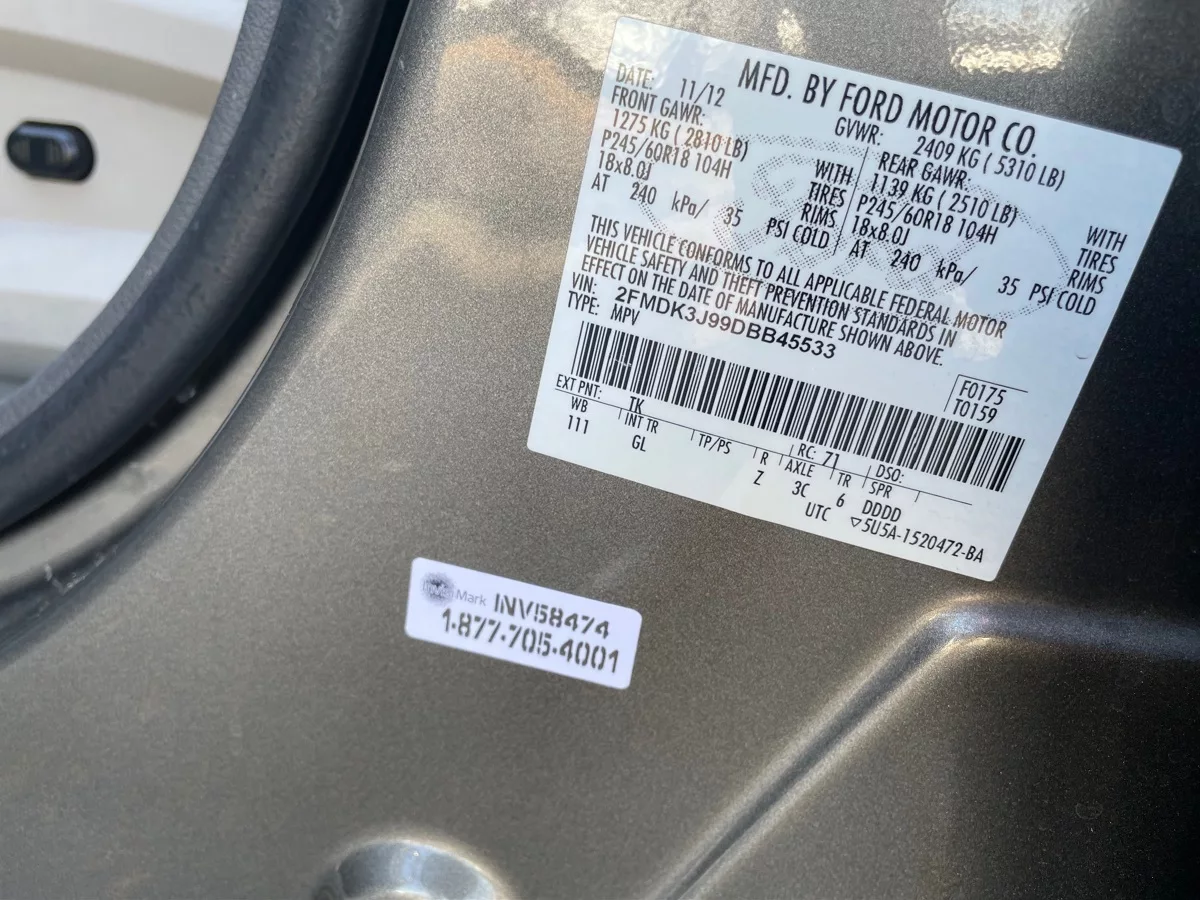 MFD. BY FORD MOTOR CO.
DATE: 11/12 GVWR: 2409 KG ( 5310 LB)
FRONT GAWR: REAR GAWR:
1275 KG ( 2810 LB) WITH 1139 KG ( 2510 LB) WITH
P245/60R18 104H TIRES P245/60R18 104H TIRES
18x8.0J RIMS 18x8.0J RIMS
AT 240 kPa/ 35 PSI COLD AT 240 kPa/ 35 PSI COLD
THIS VEHICLE CONFORMS TO ALL APPLICABLE FEDERAL MOTOR
VEHICLE SAFETY AND THEFT PREVENTION STANDARDS IN
EFFECT ON THE DATE OF MANUFACTURE SHOWN ABOVE.
VIN: 2FMDK3J99DBB45533
TYPE: MPV
F0175
T0159
EXT PNT: TK RC: 71 DSO:
WB INT TR TP/PS R AXLE TR SPR
111 GL Z 3C 6 DDDD
UTC ▽5U5A-1520472-BA
Mark INV58474
1-877-705-4001